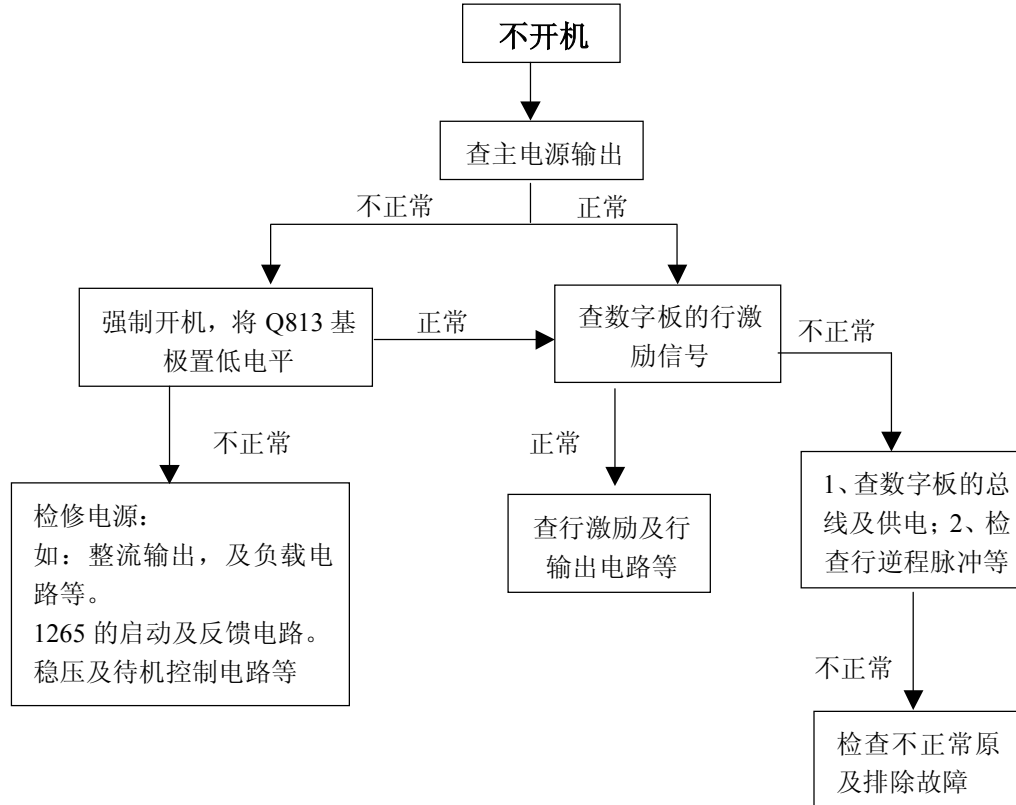 不开机
查主电源输出
不正常
正常
强制开机，将 Q813 基
极置低电平
正常
查数字板的行激
励信号
不正常
不正常
正常
检修电源：
如：整流输出，及负载电
路等。
1265 的启动及反馈电路。
稳压及待机控制电路等
查行激励及行
输出电路等
1、查数字板的总
线及供电；2、检
查行逆程脉冲等
不正常
检查不正常原
及排除故障